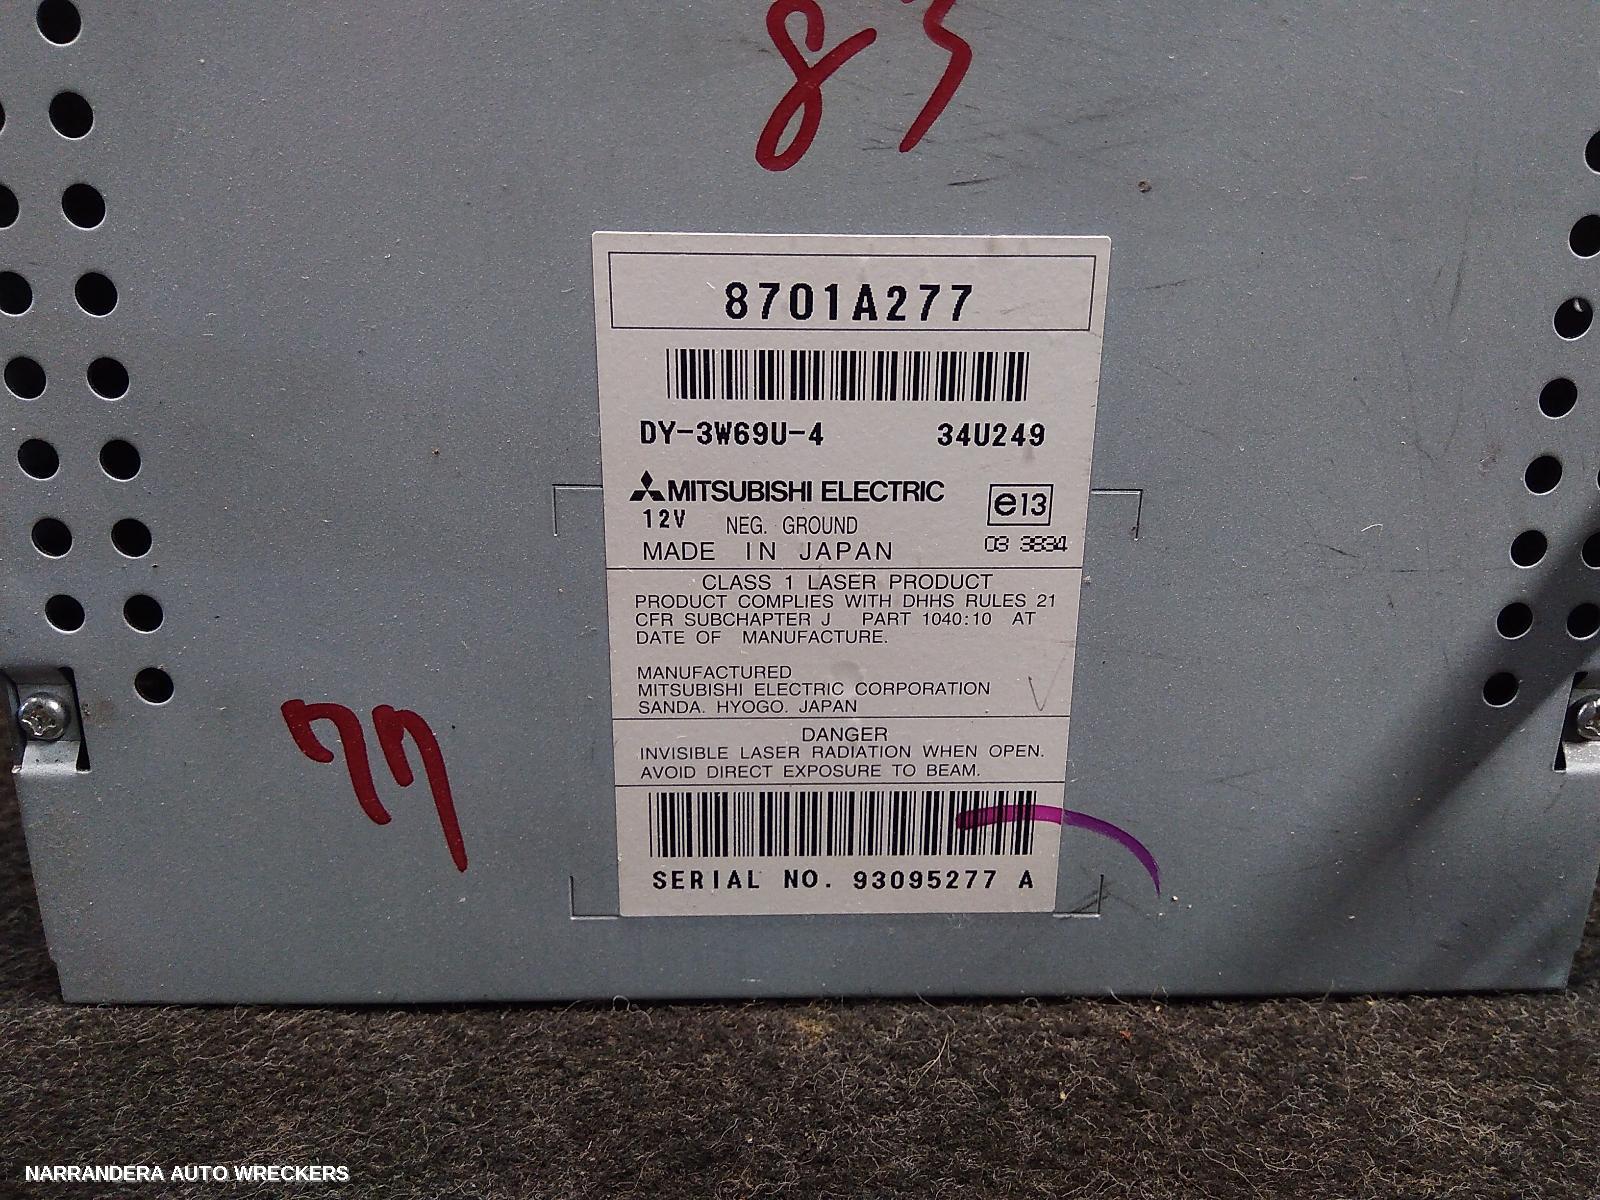 83
8701A277
DY-3W69U-4 34U249
MITSUBISHI ELECTRIC
e13
12V NEG. GROUND
MADE IN JAPAN
03 3834
CLASS 1 LASER PRODUCT
PRODUCT COMPLIES WITH DHHS RULES 21
CFR SUBCHAPTER J PART 1040:10 AT
DATE OF MANUFACTURE.
MANUFACTURED
MITSUBISHI ELECTRIC CORPORATION
SANDA. HYOGO. JAPAN
DANGER
INVISIBLE LASER RADIATION WHEN OPEN.
AVOID DIRECT EXPOSURE TO BEAM.
SERIAL NO. 93095277 A
77
NARRANDERA AUTO WRECKERS